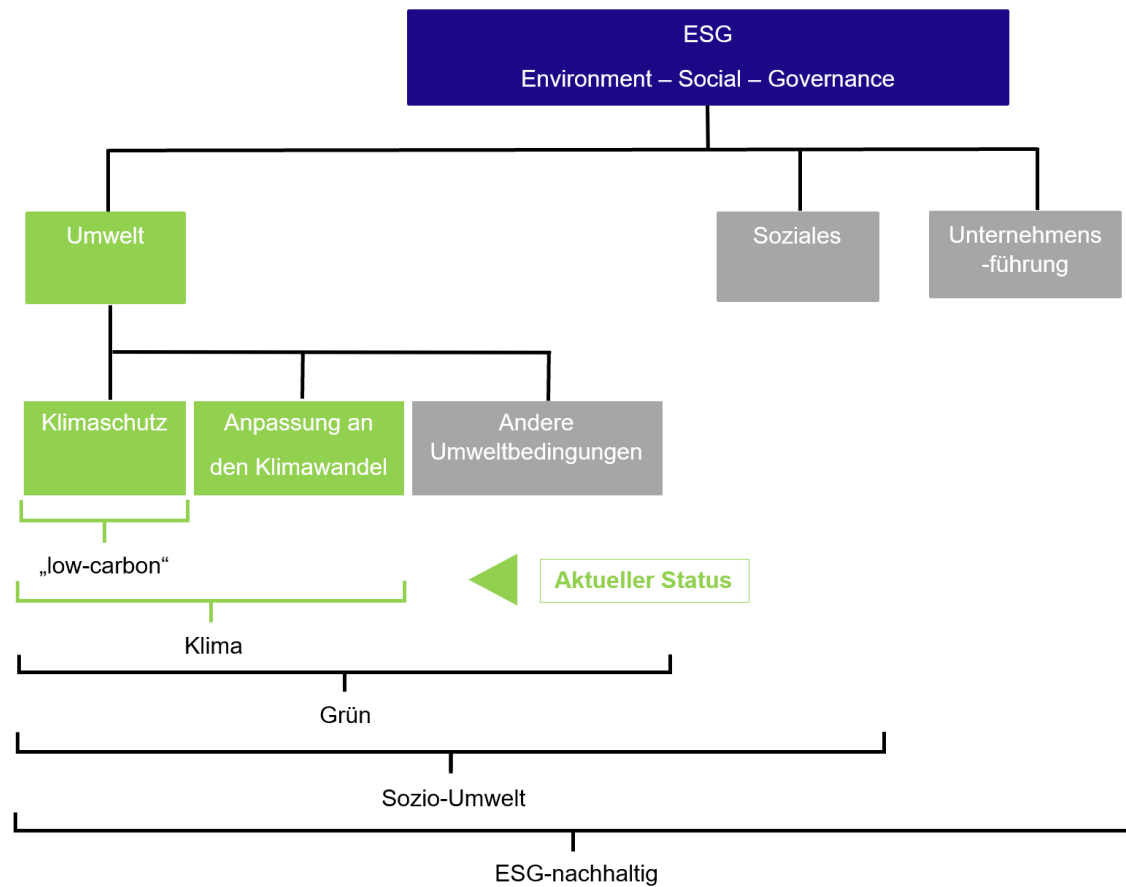 ESG
Environment – Social – Governance
Umwelt
Soziales
Unternehmens
-führung
Klimaschutz
Anpassung an
den Klimawandel
Andere
Umweltbedingungen
„low-carbon“
Aktueller Status
Klima
Grün
Sozio-Umwelt
ESG-nachhaltig